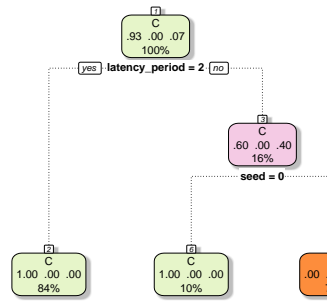 1
C
.93 .00 .07
100%
yes latency_period = 2 no
3
C
.60 .00 .40
16%
seed = 0
2
C
1.00 .00 .00
84%
6
C
1.00 .00 .00
10%
.00